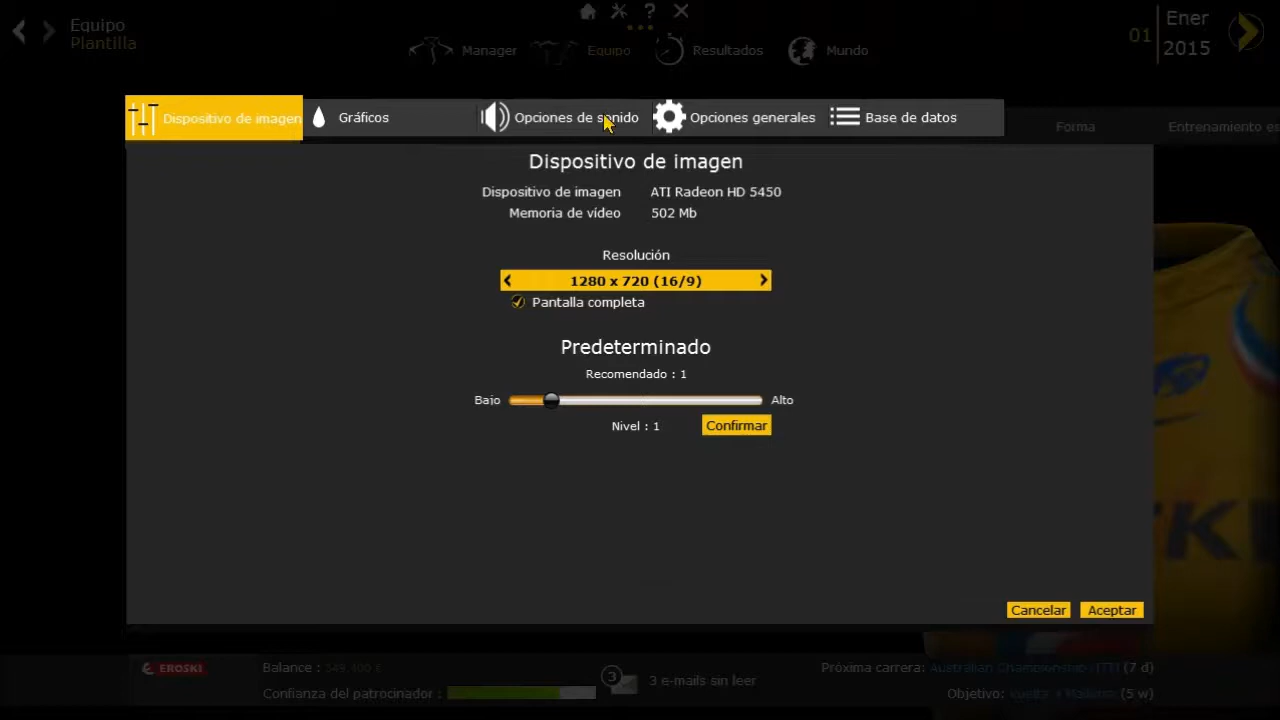 Equipo
Plantilla
Manager
Equipo
Resultados
Mundo
01
Ener
2015
Dispositivo de imagen
Gráficos
Opciones de sonido
Opciones generales
Base de datos
Forma
Entrenamiento es
Dispositivo de imagen
Dispositivo de imagen ATI Radeon HD 5450
Memoria de vídeo 502 Mb
Resolución
1280 x 720 (16/9)
Pantalla completa
Predeterminado
Recomendado : 1
Bajo
Alto
Nivel : 1
Confirmar
Cancelar
Aceptar
EROSKI
Balance : 349.400 £
Confianza del patrocinador :
3
3 e-mails sin leer
Próxima carrera: Australian Championship (7 d)
Objetivo: (5 w)